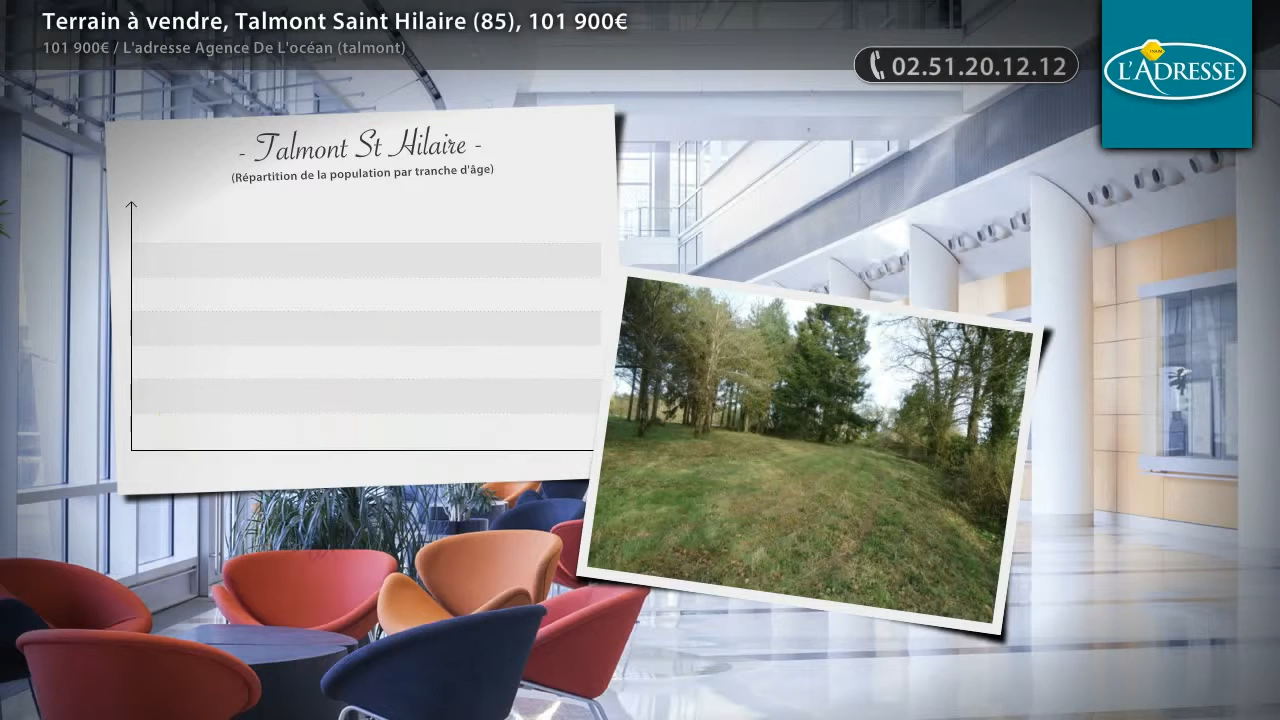 Terrain à vendre, Talmont Saint Hilaire (85), 101 900€
101 900€ / L'adresse Agence De L'océan (talmont)
02.51.20.12.12
L'ADRESSE
- Talmont St Hilaire -
(Répartition de la population par tranche d'âge)